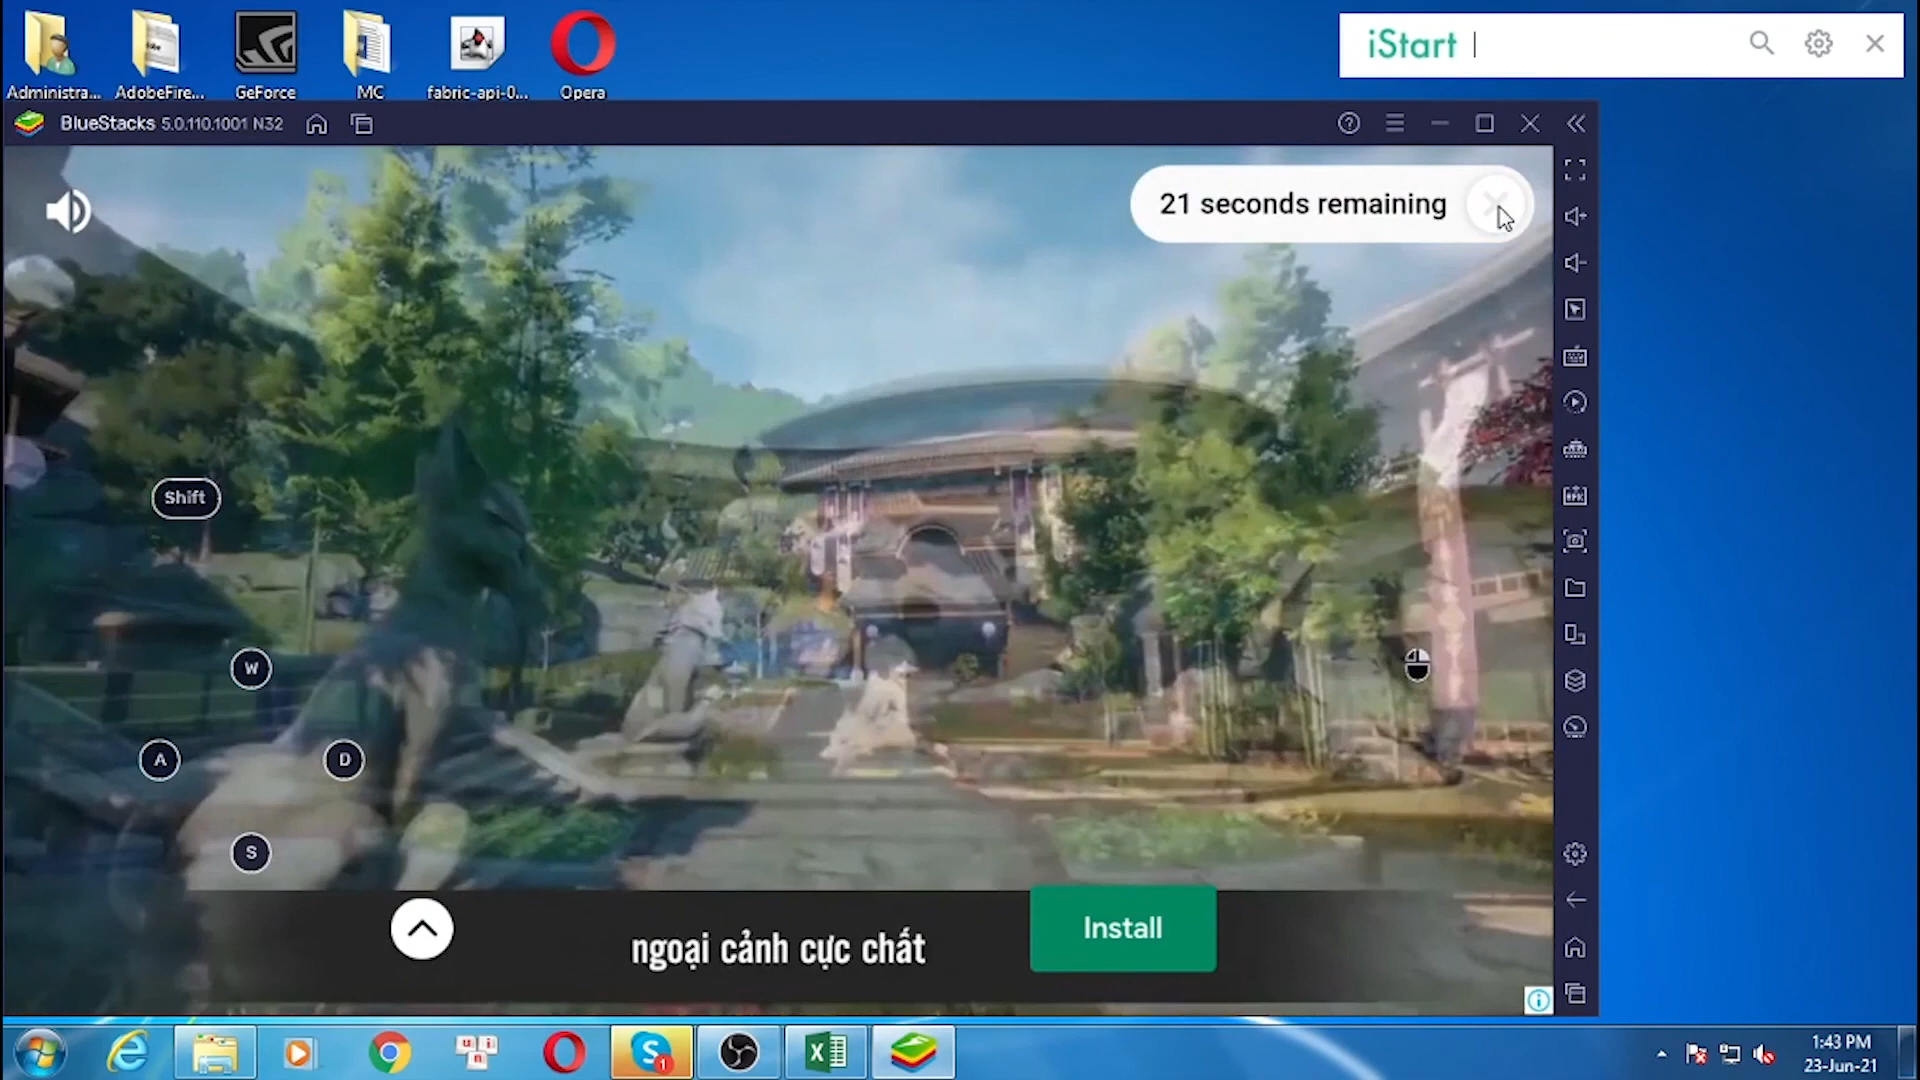 iStart
Administra...
AdobeFire...
GeForce
MC
fabric-api-0...
Opera
BlueStacks 5.0.110.1001 N32
21 seconds remaining
Shift
W
A
D
S
ngoại cảnh cực chất
Install
1
1:43 PM
23-Jun-21